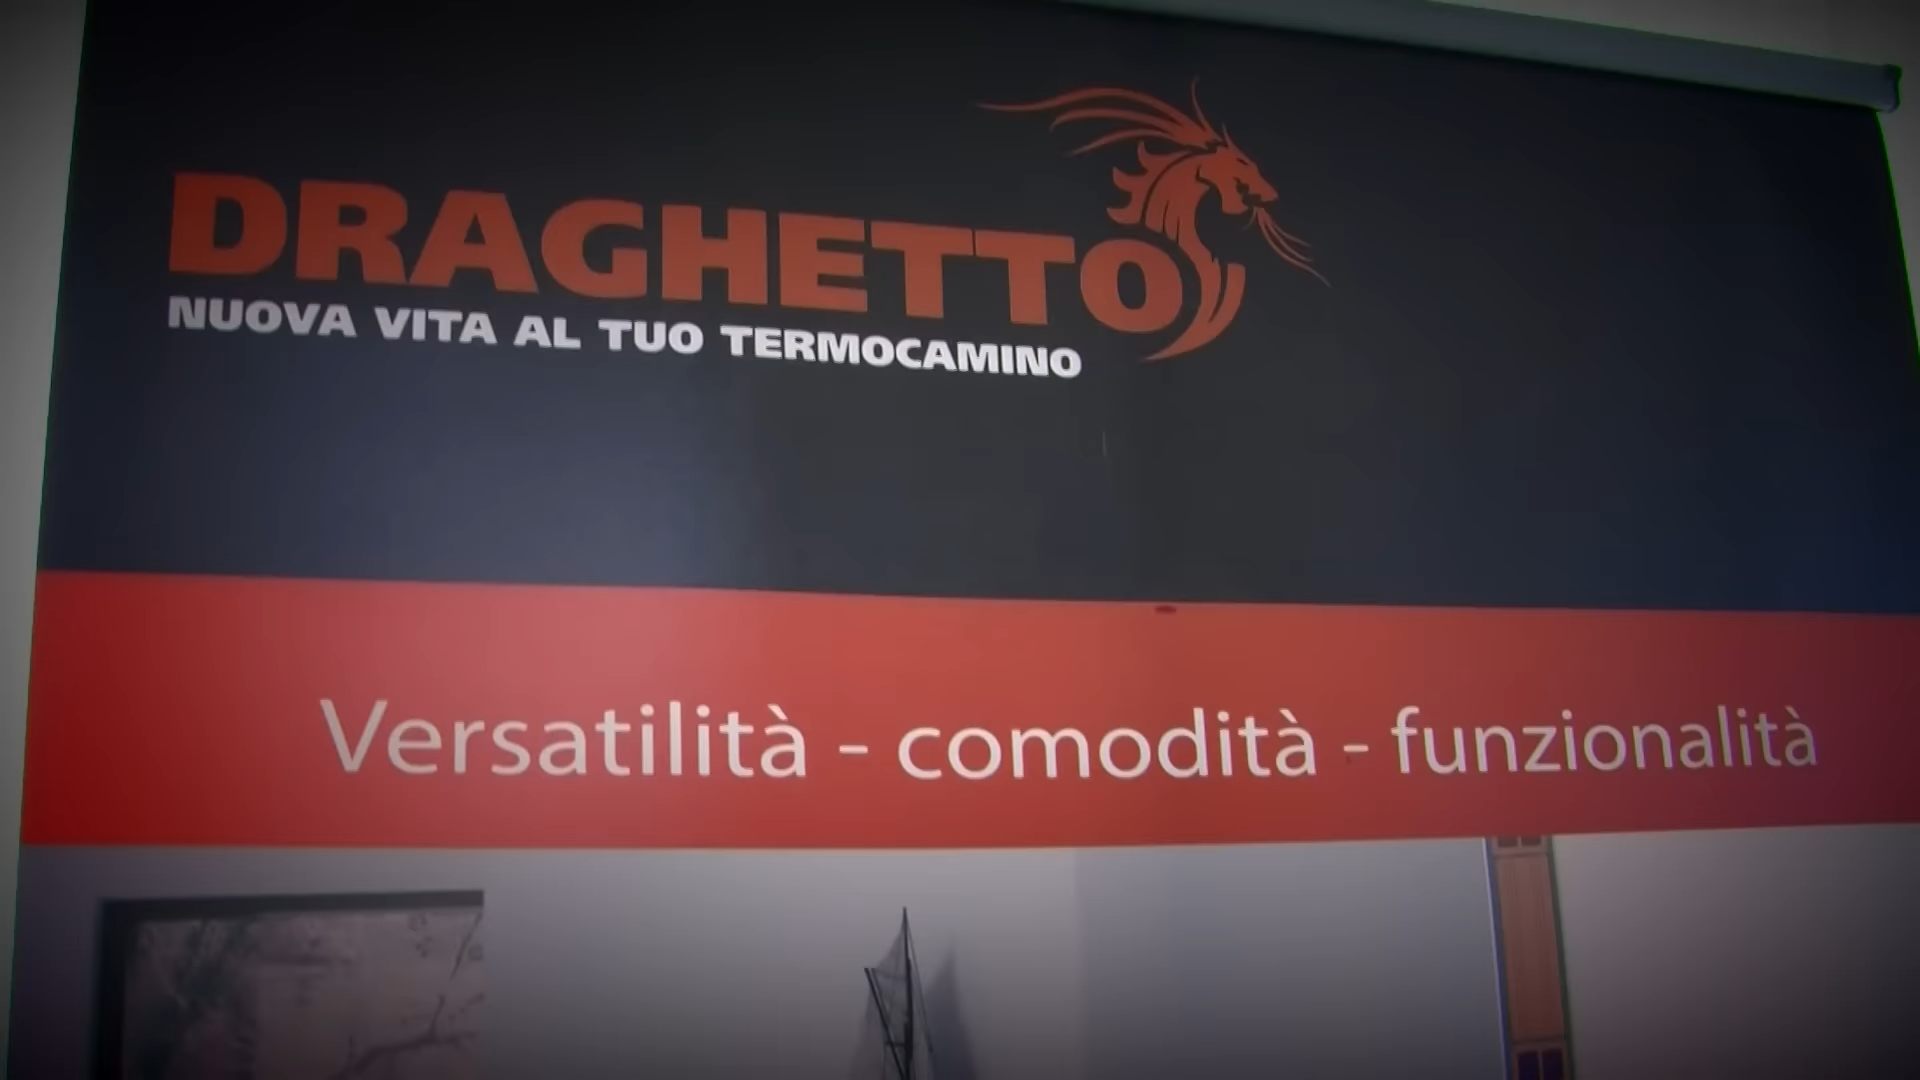 DRAGHETTO
NUOVA VITA AL TUO TERMOCAMINO
Versatilità - comodità - funzionalità